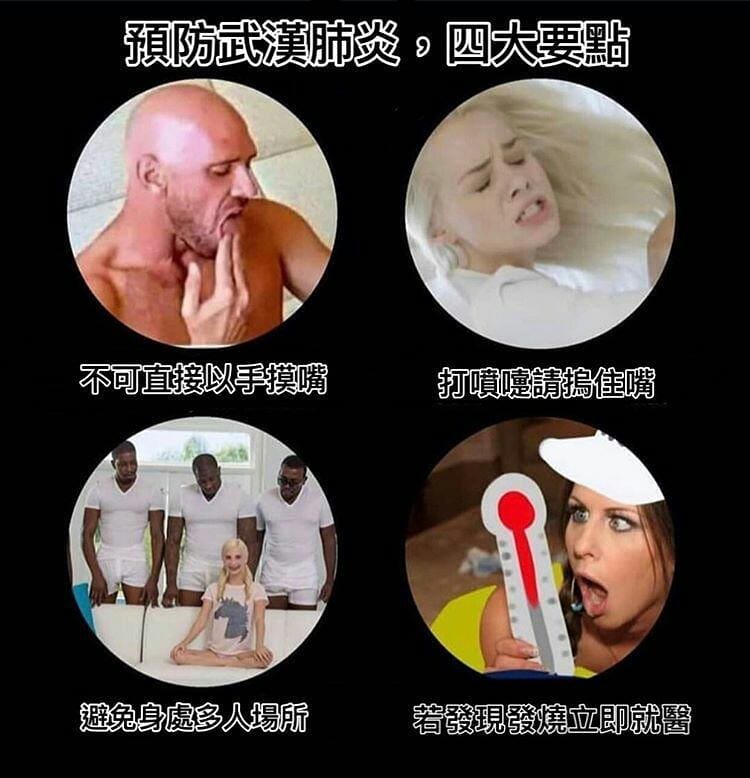 預防武漢肺炎，四大要點
不可直接以手摸嘴
打噴嚏請摀住嘴
避免身處多人場所
若發現發燒立即就醫